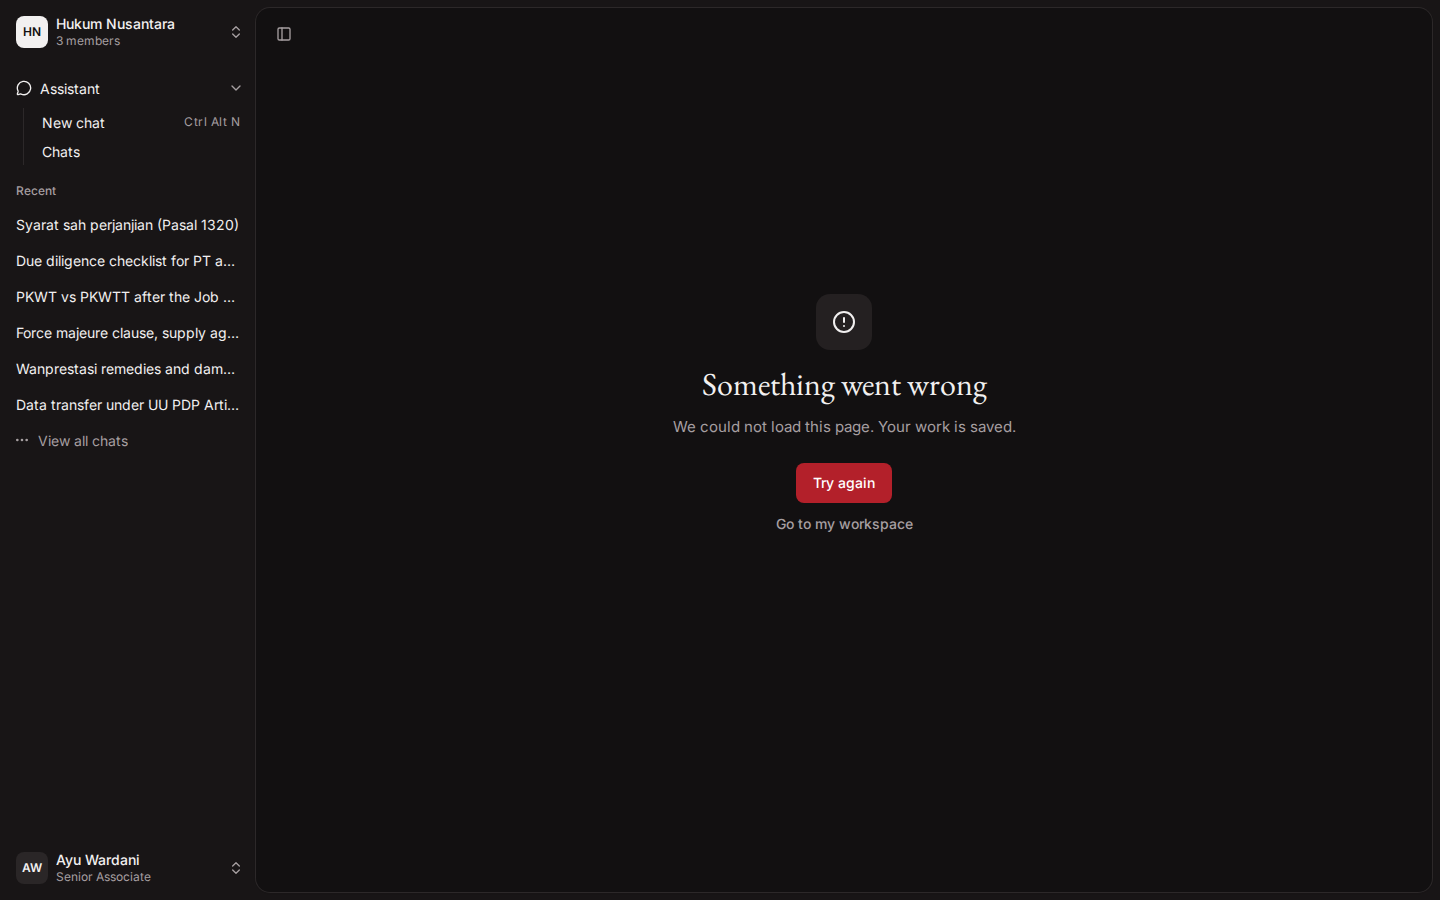 HN
Hukum Nusantara
3 members
Assistant
New chat
Ctrl Alt N
Chats
Recent
Syarat sah perjanjian (Pasal 1320)
Due diligence checklist for PT a...
PKWT vs PKWTT after the Job ...
Force majeure clause, supply ag...
Wanprestasi remedies and dam...
Data transfer under UU PDP Arti...
View all chats
Something went wrong
We could not load this page. Your work is saved.
Try again
Go to my workspace
AW
Ayu Wardani
Senior Associate